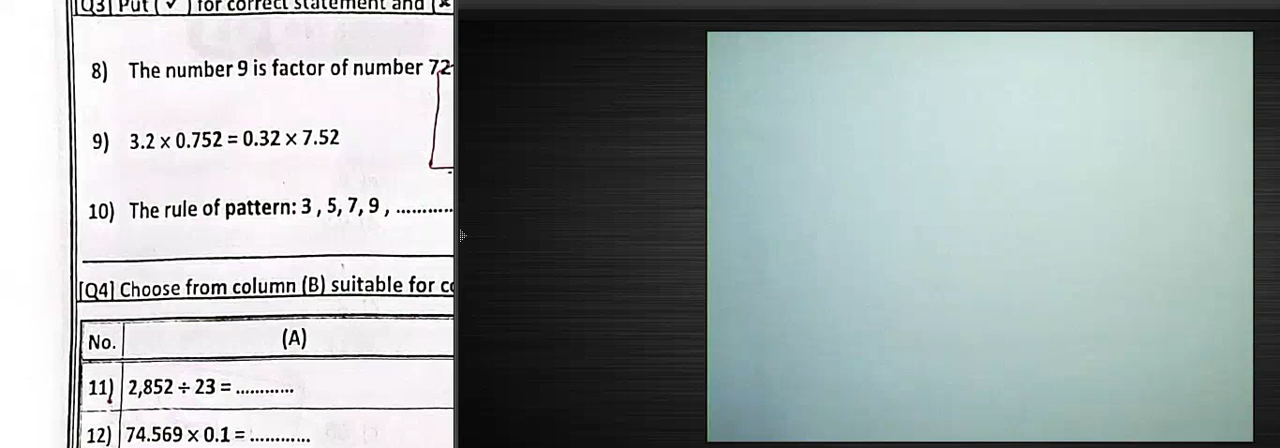 [Q3] Put ( ✓ ) for correct statement and (✗
8) The number 9 is factor of number 72
9) 3.2 × 0.752 = 0.32 × 7.52
10) The rule of pattern: 3 , 5, 7, 9 , ...........
[Q4] Choose from column (B) suitable for
No. (A)
11) 2,852 ÷ 23 = ............
12) 74.569 × 0.1 = ............